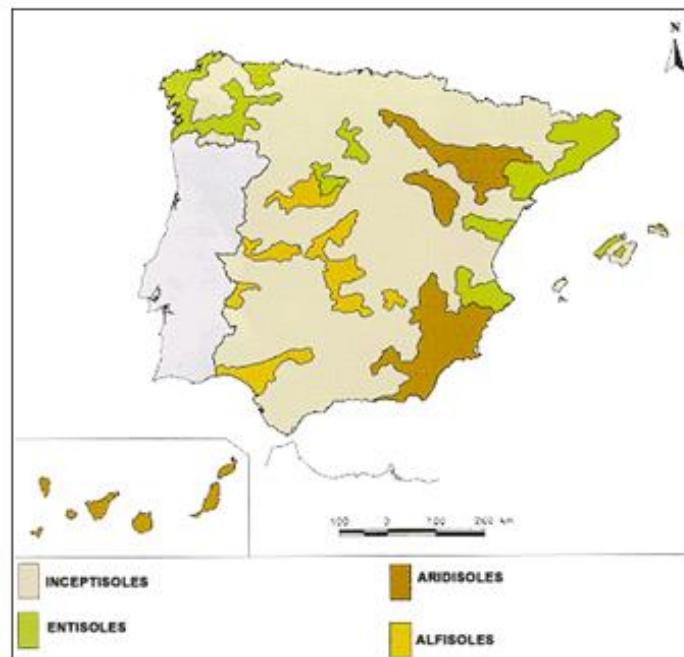 N
100 0 100 200 km
INCEPTISOLES
ARIDISOLES
ENTISOLES
ALFISOLES